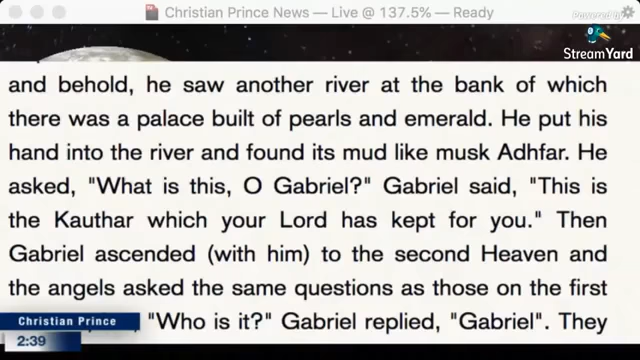 Christian Prince News — Live @ 137.5% — Ready
Powered by
StreamYard
and behold, he saw another river at the bank of which
there was a palace built of pearls and emerald. He put his
hand into the river and found its mud like musk Adhfar. He
asked, "What is this, O Gabriel?" Gabriel said, "This is
the Kauthar which your Lord has kept for you." Then
Gabriel ascended (with him) to the second Heaven and
the angels asked the same questions as those on the first
"Who is it?" Gabriel replied, "Gabriel". They
Christian Prince
2:39